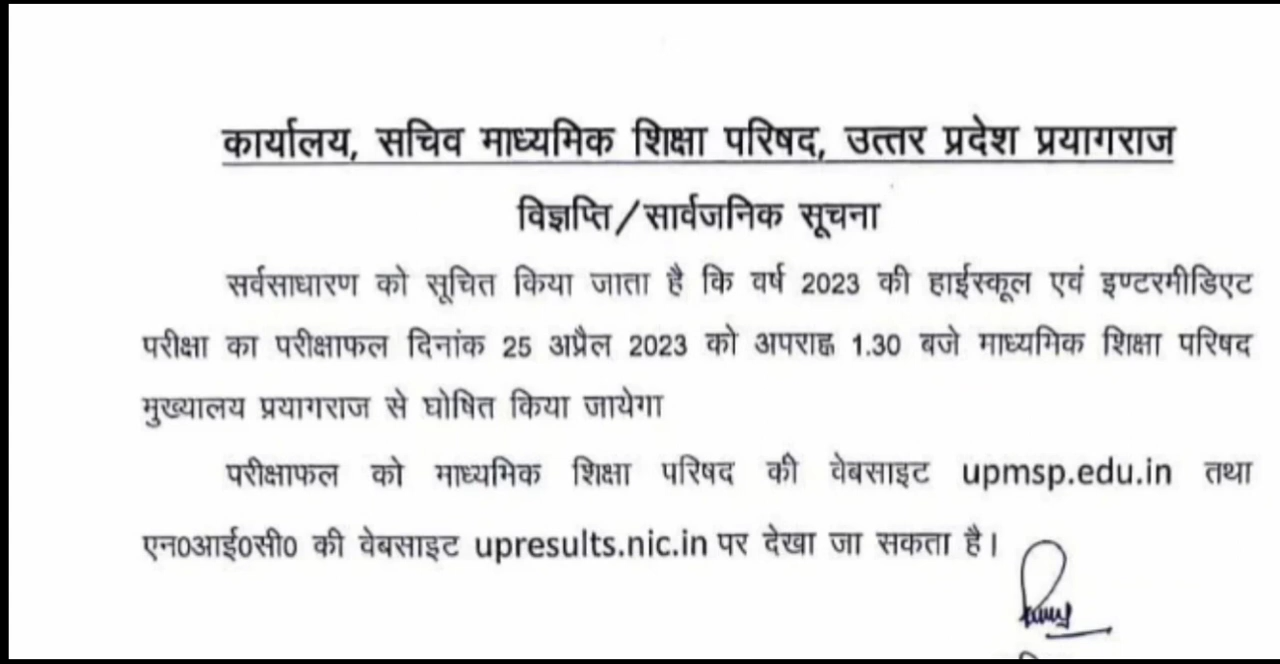 कार्यालय, सचिव माध्यमिक शिक्षा परिषद, उत्तर प्रदेश प्रयागराज
विज्ञप्ति/सार्वजनिक सूचना
सर्वसाधारण को सूचित किया जाता है कि वर्ष 2023 की हाईस्कूल एवं इण्टरमीडिएट
परीक्षा का परीक्षाफल दिनांक 25 अप्रैल 2023 को अपराह्न 1.30 बजे माध्यमिक शिक्षा परिषद
मुख्यालय प्रयागराज से घोषित किया जायेगा
परीक्षाफल को माध्यमिक शिक्षा परिषद की वेबसाइट upmsp.edu.in तथा
एन0आई0सी0 की वेबसाइट upresults.nic.in पर देखा जा सकता है।